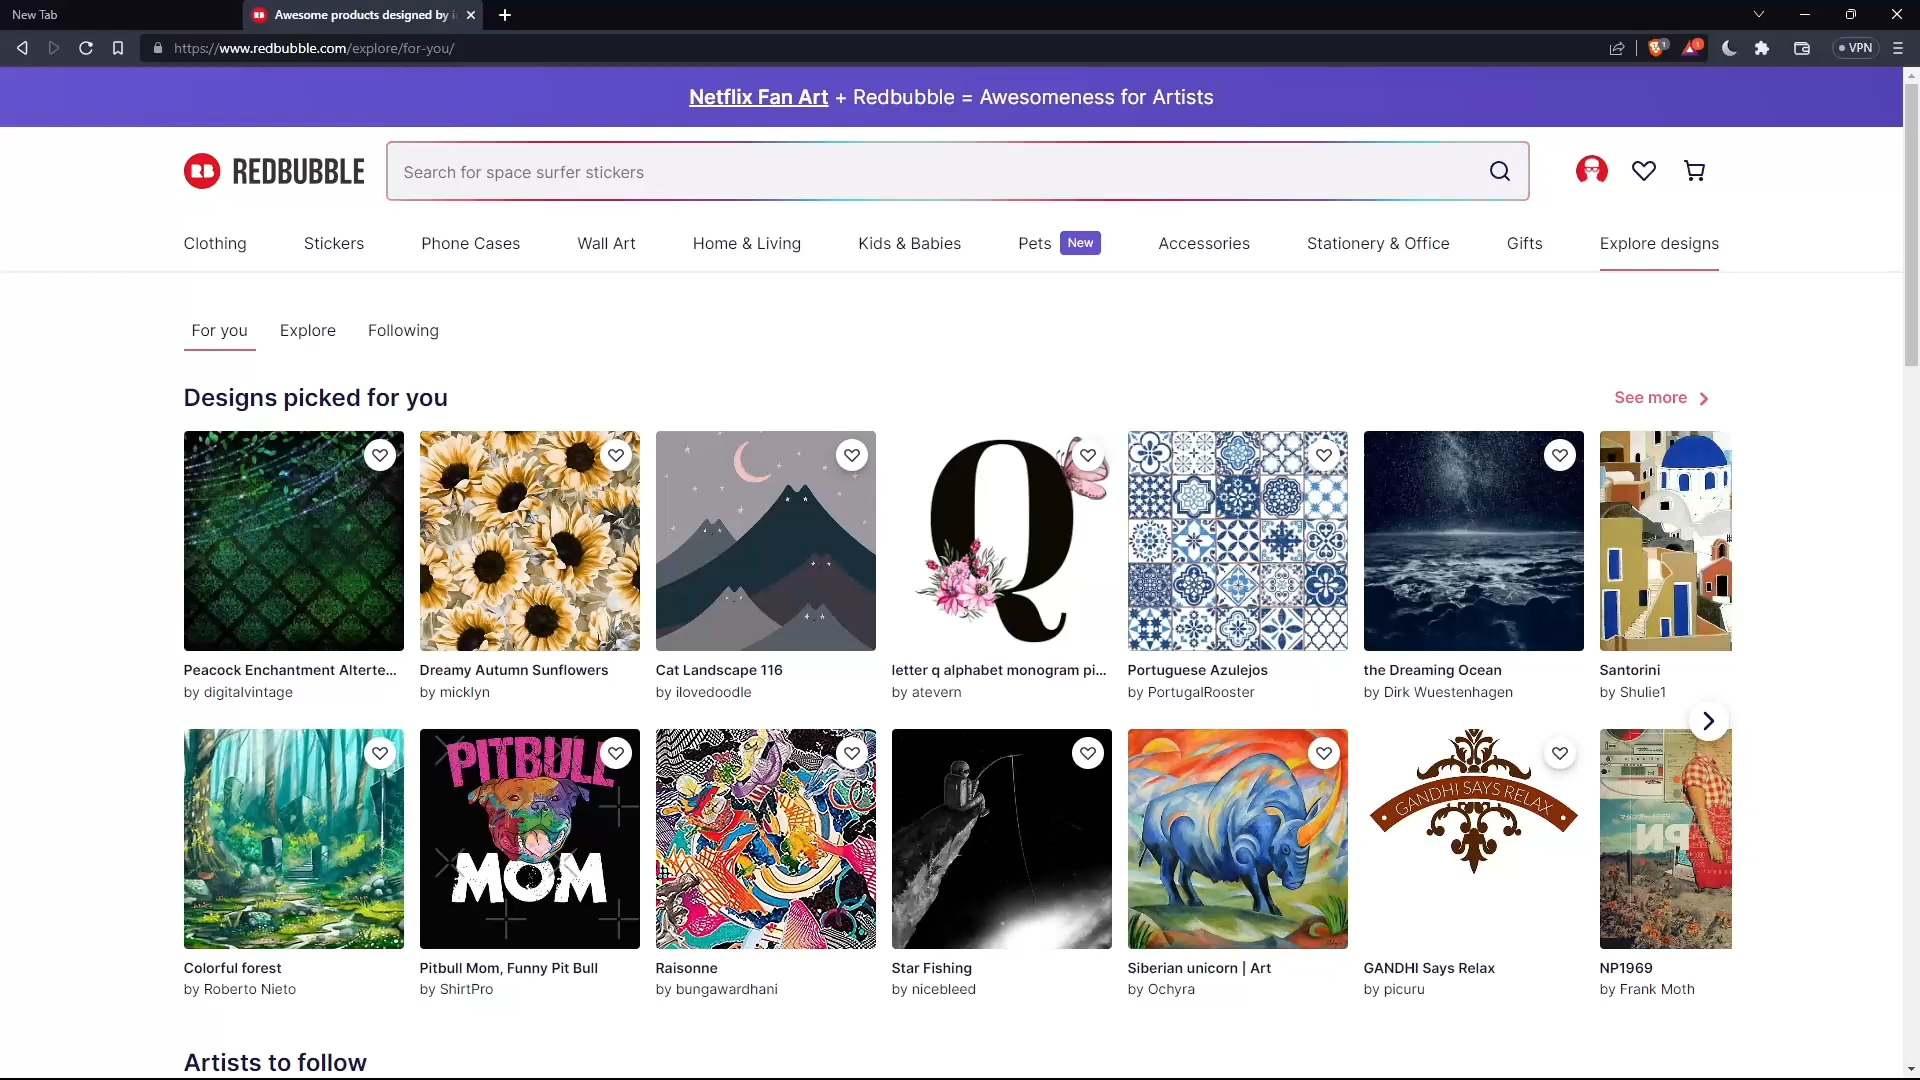 New Tab
Awesome products designed by i
https://www.redbubble.com/explore/for-you/
1
1
VPN
Netflix Fan Art + Redbubble = Awesomeness for Artists
RB REDBUBBLE
Search for space surfer stickers
Clothing
Stickers
Phone Cases
Wall Art
Home & Living
Kids & Babies
Pets New
Accessories
Stationery & Office
Gifts
Explore designs
For you
Explore
Following
Designs picked for you
See more
Q
Peacock Enchantment Alterte...
by digitalvintage
Dreamy Autumn Sunflowers
by micklyn
Cat Landscape 116
by ilovedoodle
letter q alphabet monogram pi...
by atevern
Portuguese Azulejos
by PortugalRooster
the Dreaming Ocean
by Dirk Wuestenhagen
Santorini
by Shulie1
PITBULL
MOM
GANDHI SAYS RELAX
Colorful forest
by Roberto Nieto
Pitbull Mom, Funny Pit Bull
by ShirtPro
Raisonne
by bungawardhani
Star Fishing
by nicebleed
Siberian unicorn | Art
by Ochyra
GANDHI Says Relax
by picuru
NP1969
by Frank Moth
Artists to follow